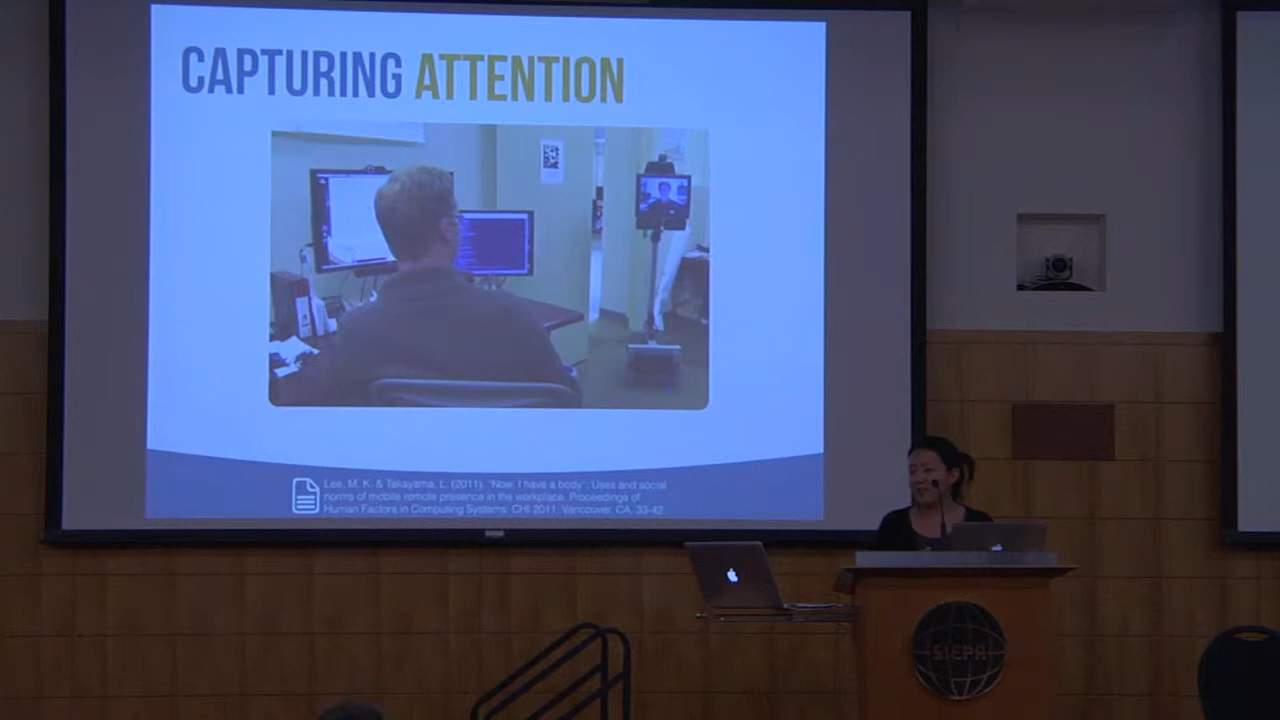 CAPTURING ATTENTION
Lee, M. K. & Takayama, L. (2011). "Now, I have a body": Uses and social
norms of mobile remote presence in the workplace. Proceedings of
Human Factors in Computing Systems: CHI 2011, Vancouver, CA, 33-42.
SIEPR